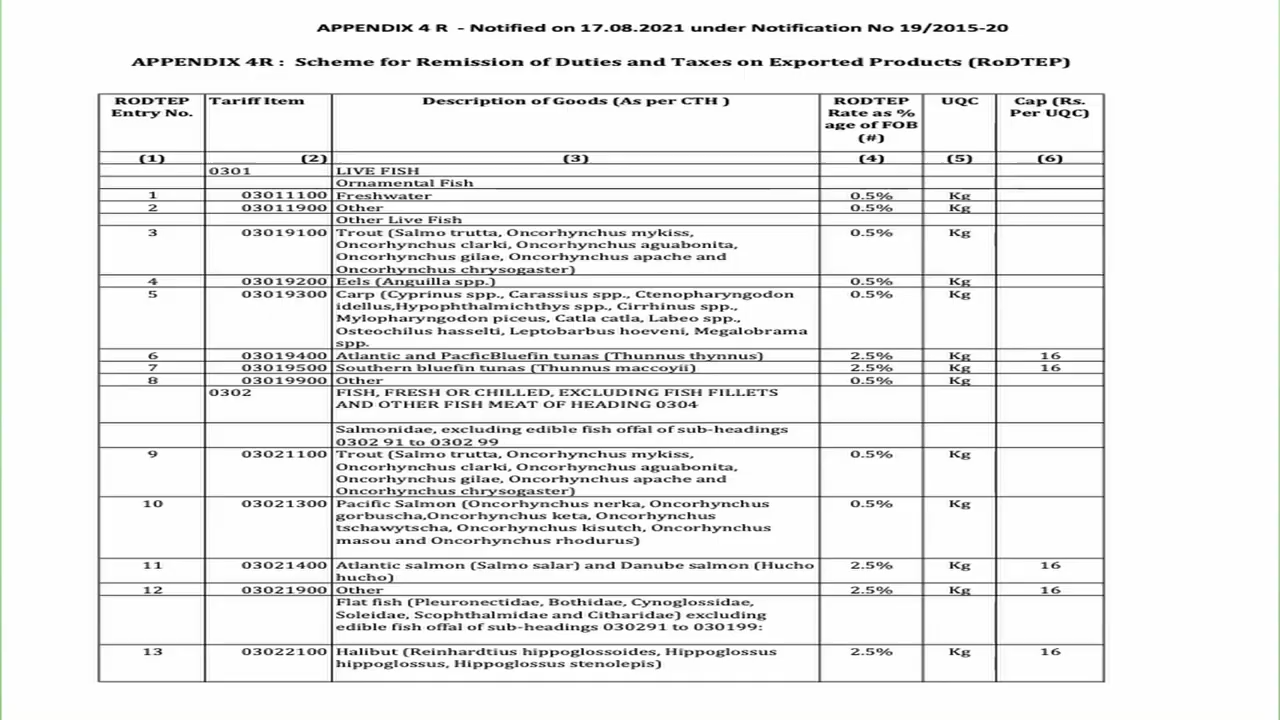 APPENDIX 4 R - Notified on 17.08.2021 under Notification No 19/2015-20
APPENDIX 4R : Scheme for Remission of Duties and Taxes on Exported Products (RoDTEP)
RODTEP Entry No. Tariff Item Description of Goods (As per CTH ) RODTEP Rate as % age of FOB (#) UQC Cap (Rs. Per UQC)
(1) (2) (3) (4) (5) (6)
0301 LIVE FISH
Ornamental Fish
1 03011100 Freshwater 0.5% Kg
2 03011900 Other 0.5% Kg
Other Live Fish
3 03019100 Trout (Salmo trutta, Oncorhynchus mykiss, 0.5% Kg
Oncorhynchus clarki, Oncorhynchus aguabonita,
Oncorhynchus gilae, Oncorhynchus apache and
Oncorhynchus chrysogaster)
4 03019200 Eels (Anguilla spp.) 0.5% Kg
5 03019300 Carp (Cyprinus spp., Carassius spp., Ctenopharyngodon 0.5% Kg
idellus,Hypophthalmichthys spp., Cirrhinus spp.,
Mylopharyngodon piceus, Catla catla, Labeo spp.,
Osteochilus hasselti, Leptobarbus hoeveni, Megalobrama
spp.
6 03019400 Atlantic and PacficBluefin tunas (Thunnus thynnus) 2.5% Kg 16
7 03019500 Southern bluefin tunas (Thunnus maccoyii) 2.5% Kg 16
8 03019900 Other 0.5% Kg
0302 FISH, FRESH OR CHILLED, EXCLUDING FISH FILLETS
AND OTHER FISH MEAT OF HEADING 0304
Salmonidae, excluding edible fish offal of sub-headings
0302 91 to 0302 99
9 03021100 Trout (Salmo trutta, Oncorhynchus mykiss, 0.5% Kg
Oncorhynchus clarki, Oncorhynchus aguabonita,
Oncorhynchus gilae, Oncorhynchus apache and
Oncorhynchus chrysogaster)
10 03021300 Pacific Salmon (Oncorhynchus nerka, Oncorhynchus 0.5% Kg
gorbuscha,Oncorhynchus keta, Oncorhynchus
tschawytscha, Oncorhynchus kisutch, Oncorhynchus
masou and Oncorhynchus rhodurus)
11 03021400 Atlantic salmon (Salmo salar) and Danube salmon (Hucho 2.5% Kg 16
hucho)
12 03021900 Other 2.5% Kg 16
Flat fish (Pleuronectidae, Bothidae, Cynoglossidae,
Soleidae, Scophthalmidae and Citharidae) excluding
edible fish offal of sub-headings 030291 to 030199:
13 03022100 Halibut (Reinhardtius hippoglossoides, Hippoglossus 2.5% Kg 16
hippoglossus, Hippoglossus stenolepis)